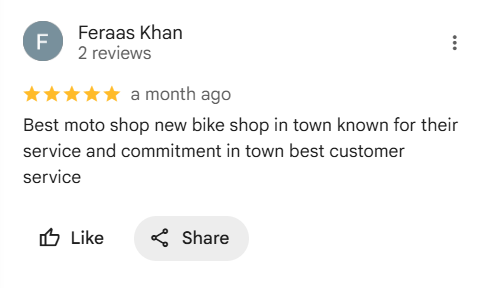 F
Feraas Khan
2 reviews
a month ago
Best moto shop new bike shop in town known for their
service and commitment in town best customer
service
Like
Share